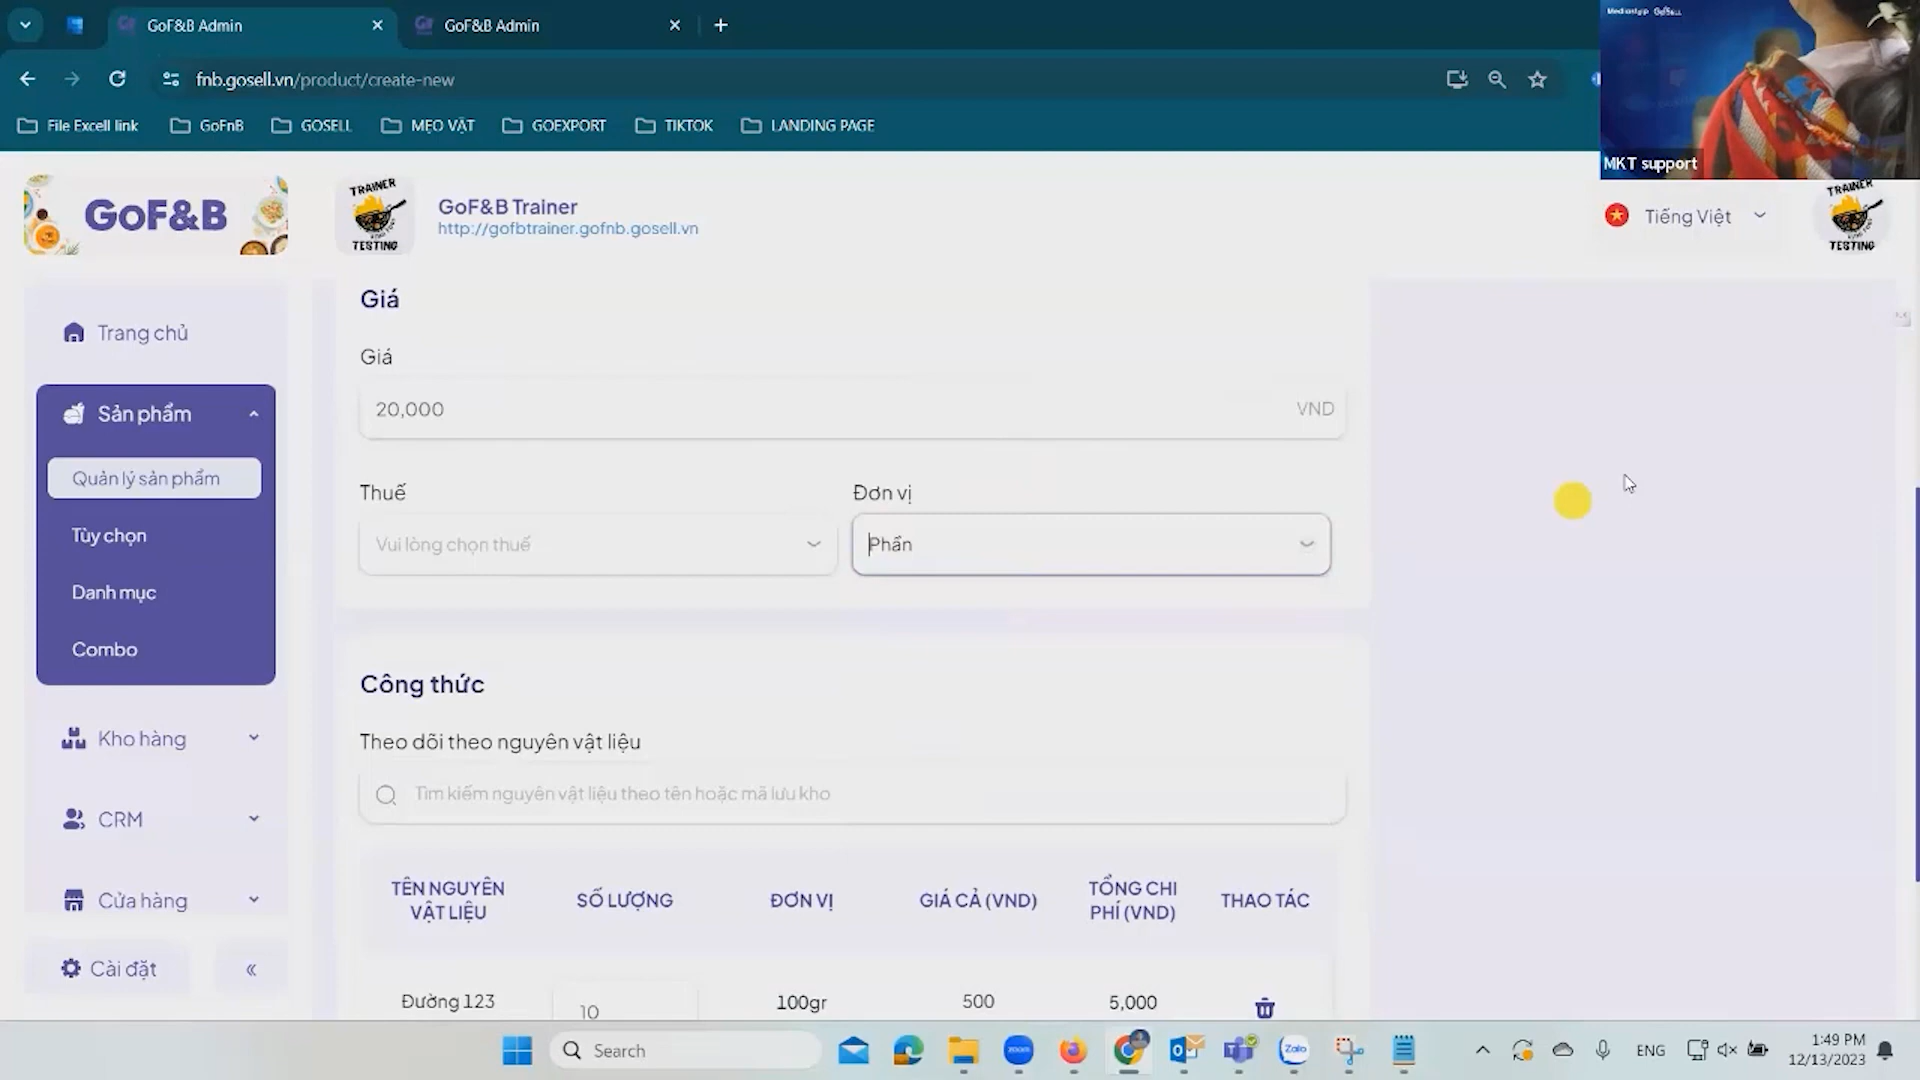 GoF&B Admin
GoF&B Admin
fnb.gosell.vn/product/create-new
File Excell link
GoFnB
GOSELL
MẸO VẶT
GOEXPORT
TIKTOK
LANDING PAGE
GoSELL
MKT support
GoF&B
TRAINER
TESTING
GoF&B Trainer
http://gofbtrainer.gofnb.gosell.vn
Tiếng Việt
TRAINER
TESTING
Trang chủ
Sản phẩm
Quản lý sản phẩm
Tùy chọn
Danh mục
Combo
Kho hàng
CRM
Cửa hàng
Cài đặt
Giá
Giá
20,000
VND
Thuế
Đơn vị
Vui lòng chọn thuế
Phần
Công thức
Theo dõi theo nguyên vật liệu
Tìm kiếm nguyên vật liệu theo tên hoặc mã lưu kho
TÊN NGUYÊN VẬT LIỆU
SỐ LƯỢNG
ĐƠN VỊ
GIÁ CẢ (VND)
TỔNG CHI PHÍ (VND)
THAO TÁC
Đường 123
10
100gr
500
5,000
Search
zoom
Zalo
ENG
1:49 PM
12/13/2023